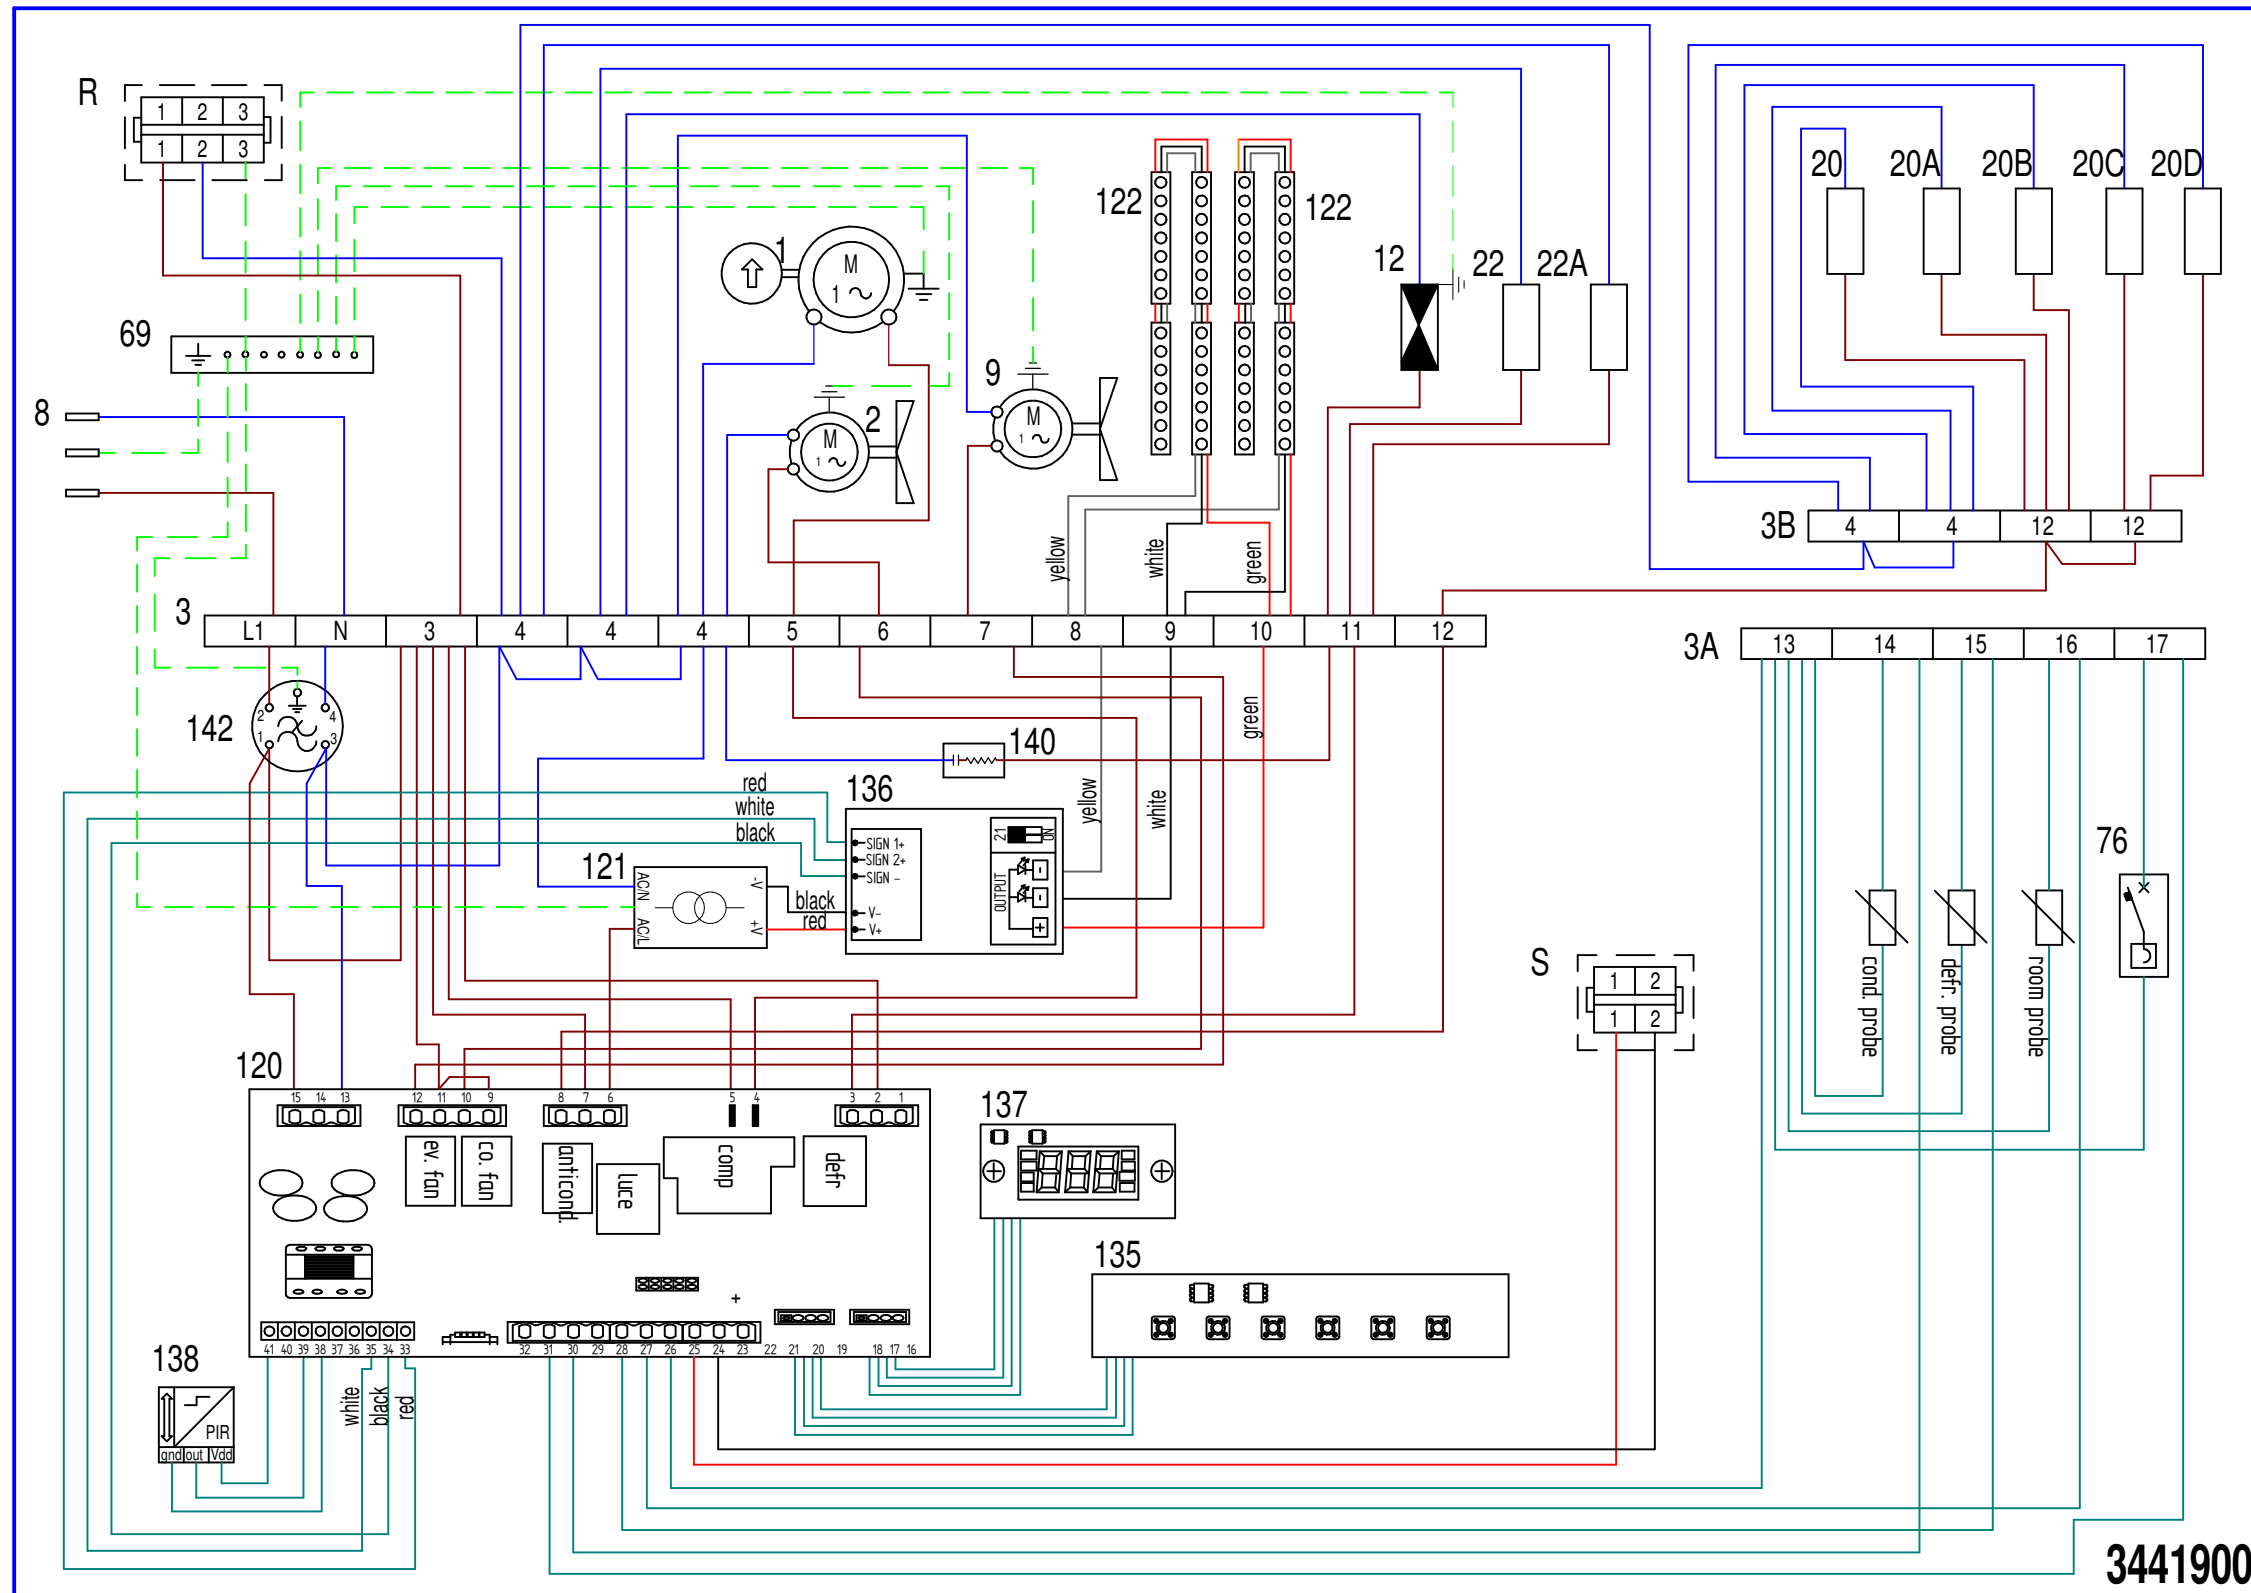 R
1 2 3
1 2 3
69
8
1
M
1
2
M
1
9
M
1
122
122
12
22
22A
20
20A
20B
20C
20D
yellow
white
green
3B
4 4 12 12
3
L1 N 3 4 4 4 5 6 7 8 9 10 11 12
3A
13 14 15 16 17
142
2
4
1
3
green
140
yellow
white
136
red
white
black
SIGN 1+
SIGN 2+
SIGN -
V-
V+
21
ON
OUTPUT
-
-
+
121
AC/N
AC/L
-V
+V
black
red
76
cond. probe
defr. probe
room probe
S
1 2
1 2
120
15 14 13 12 11 10 9 8 7 6 5 4 3 2 1
ev. fan
co. fan
anticond.
luce
comp
defr
+
137
135
41 40 39 38 37 36 35 34 33 32 31 30 29 28 27 26 25 24 23 22 21 20 19 18 17 16
138
PIR
gnd out Vdd
white
black
red
3441900